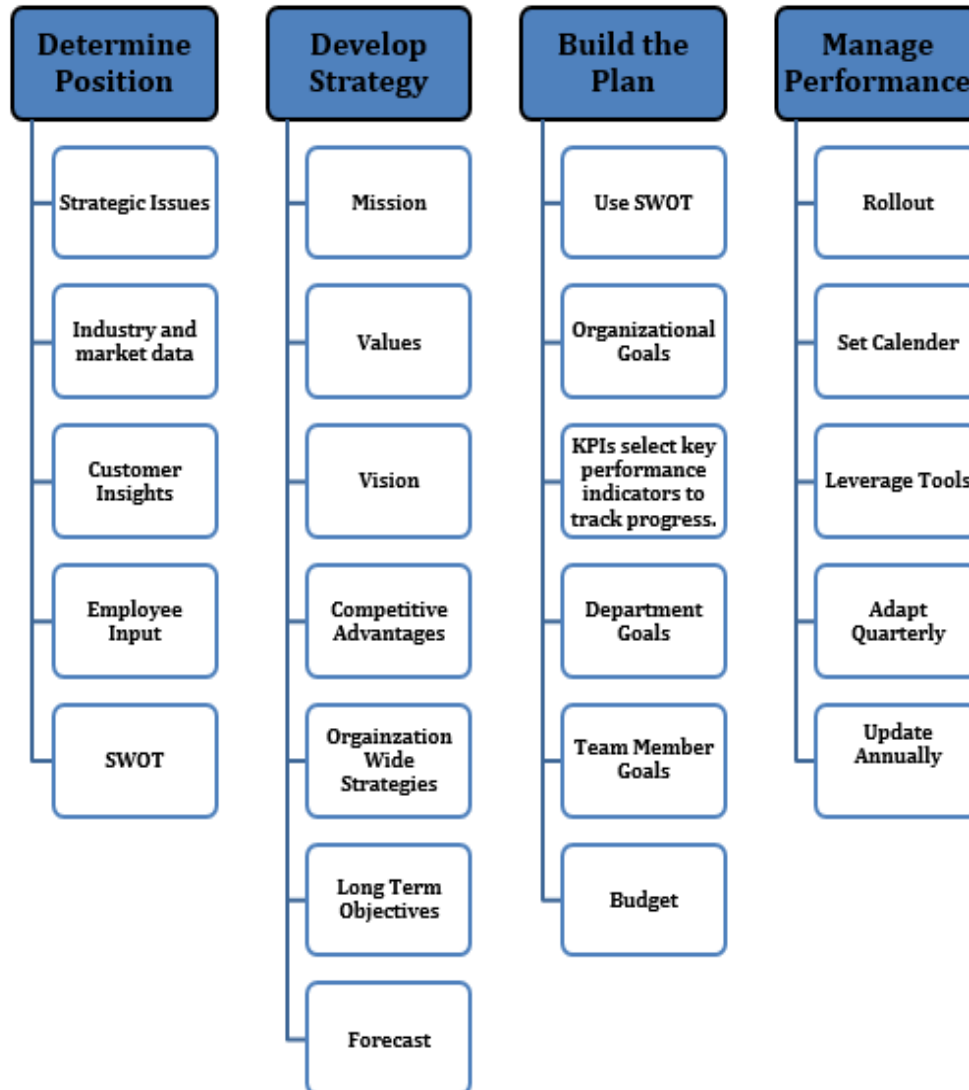 Determine
Position
Strategic Issues
Industry and
market data
Customer
Insights
Employee
Input
SWOT
Develop
Strategy
Mission
Values
Vision
Competitive
Advantages
Orgainzation
Wide
Strategies
Long Term
Objectives
Forecast
Build the
Plan
Use SWOT
Organizational
Goals
KPIs select key
performance
indicators to
track progress.
Department
Goals
Team Member
Goals
Budget
Manage
Performance
Rollout
Set Calender
Leverage Tools
Adapt
Quarterly
Update
Annually